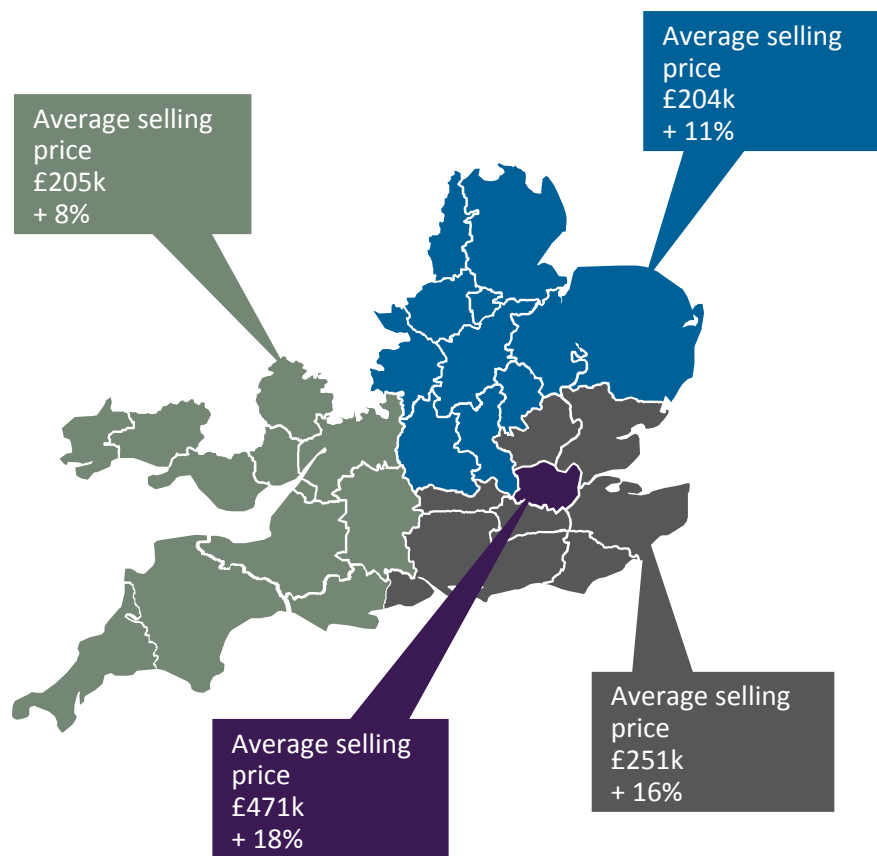 Average selling
price
£204k
+ 11%
Average selling
price
£205k
+ 8%
Average selling
price
£251k
+ 16%
Average selling
price
£471k
+ 18%